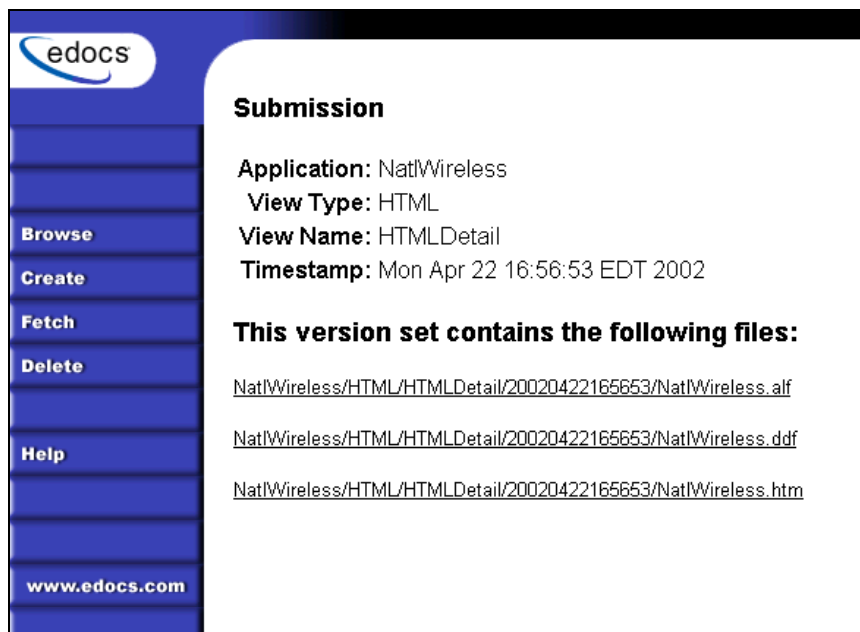 edocs
Submission
Application: NatlWireless
View Type: HTML
View Name: HTMLDetail
Timestamp: Mon Apr 22 16:56:53 EDT 2002
This version set contains the following files:
NatlWireless/HTML/HTMLDetail/20020422165653/NatlWireless.alf
NatlWireless/HTML/HTMLDetail/20020422165653/NatlWireless.ddf
NatlWireless/HTML/HTMLDetail/20020422165653/NatlWireless.htm
Browse
Create
Fetch
Delete
Help
www.edocs.com